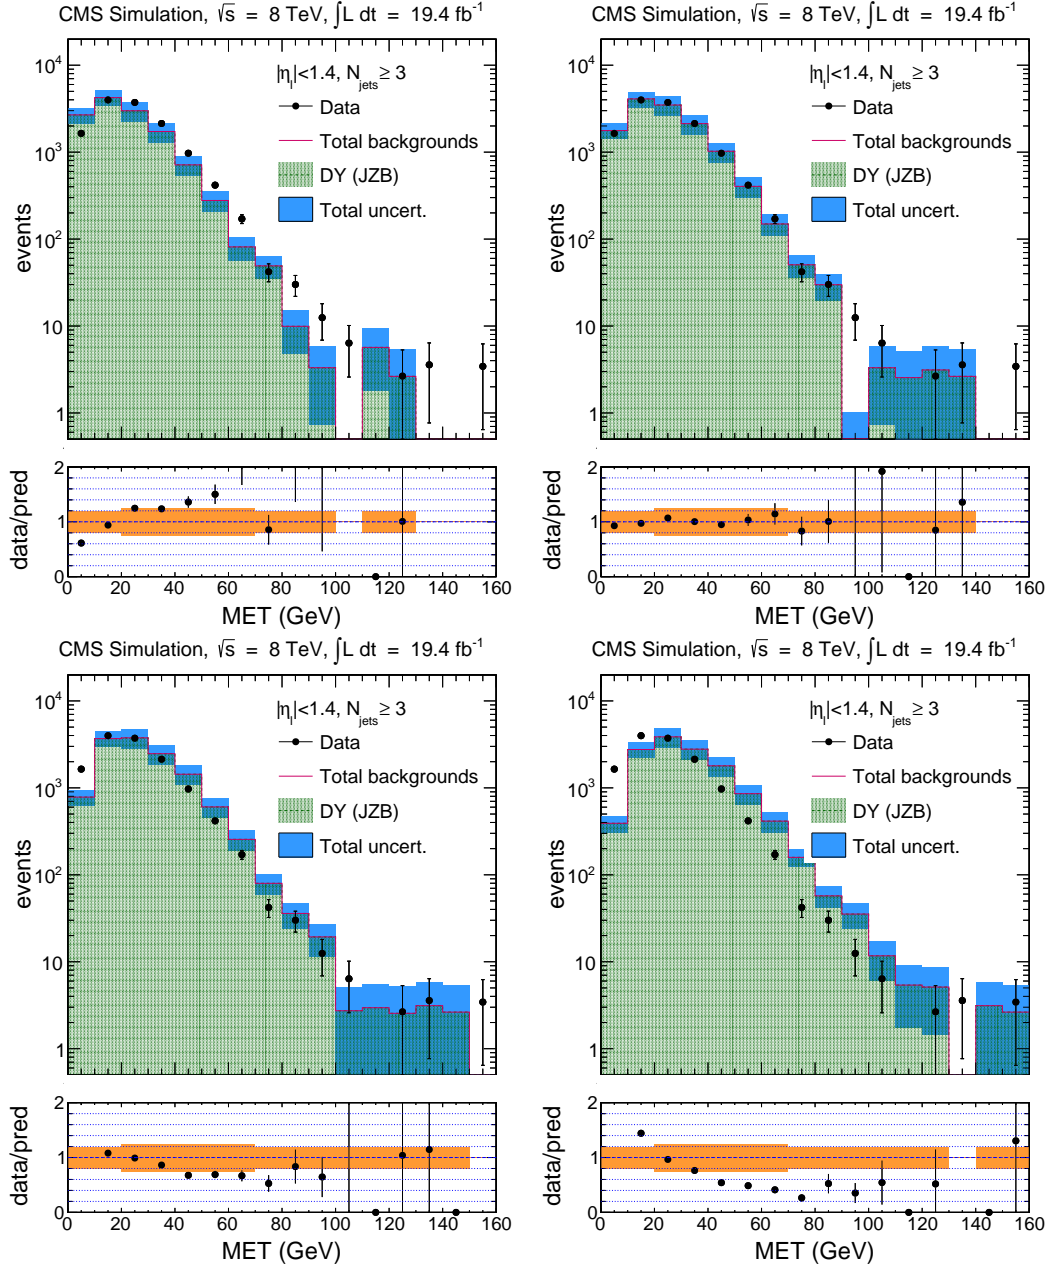 CMS Simulation, √s = 8 TeV, ∫L dt = 19.4 fb⁻¹
|η_l|<1.4, N_jets ≥ 3
Data
Total backgrounds
DY (JZB)
Total uncert.
events
10⁴
10³
10²
10
1
data/pred
2
1
0
0 20 40 60 80 100 120 140 160
MET (GeV)
CMS Simulation, √s = 8 TeV, ∫L dt = 19.4 fb⁻¹
|η_l|<1.4, N_jets ≥ 3
Data
Total backgrounds
DY (JZB)
Total uncert.
events
10⁴
10³
10²
10
1
data/pred
2
1
0
0 20 40 60 80 100 120 140 160
MET (GeV)
CMS Simulation, √s = 8 TeV, ∫L dt = 19.4 fb⁻¹
|η_l|<1.4, N_jets ≥ 3
Data
Total backgrounds
DY (JZB)
Total uncert.
events
10⁴
10³
10²
10
1
data/pred
2
1
0
0 20 40 60 80 100 120 140 160
MET (GeV)
CMS Simulation, √s = 8 TeV, ∫L dt = 19.4 fb⁻¹
|η_l|<1.4, N_jets ≥ 3
Data
Total backgrounds
DY (JZB)
Total uncert.
events
10⁴
10³
10²
10
1
data/pred
2
1
0
0 20 40 60 80 100 120 140 160
MET (GeV)